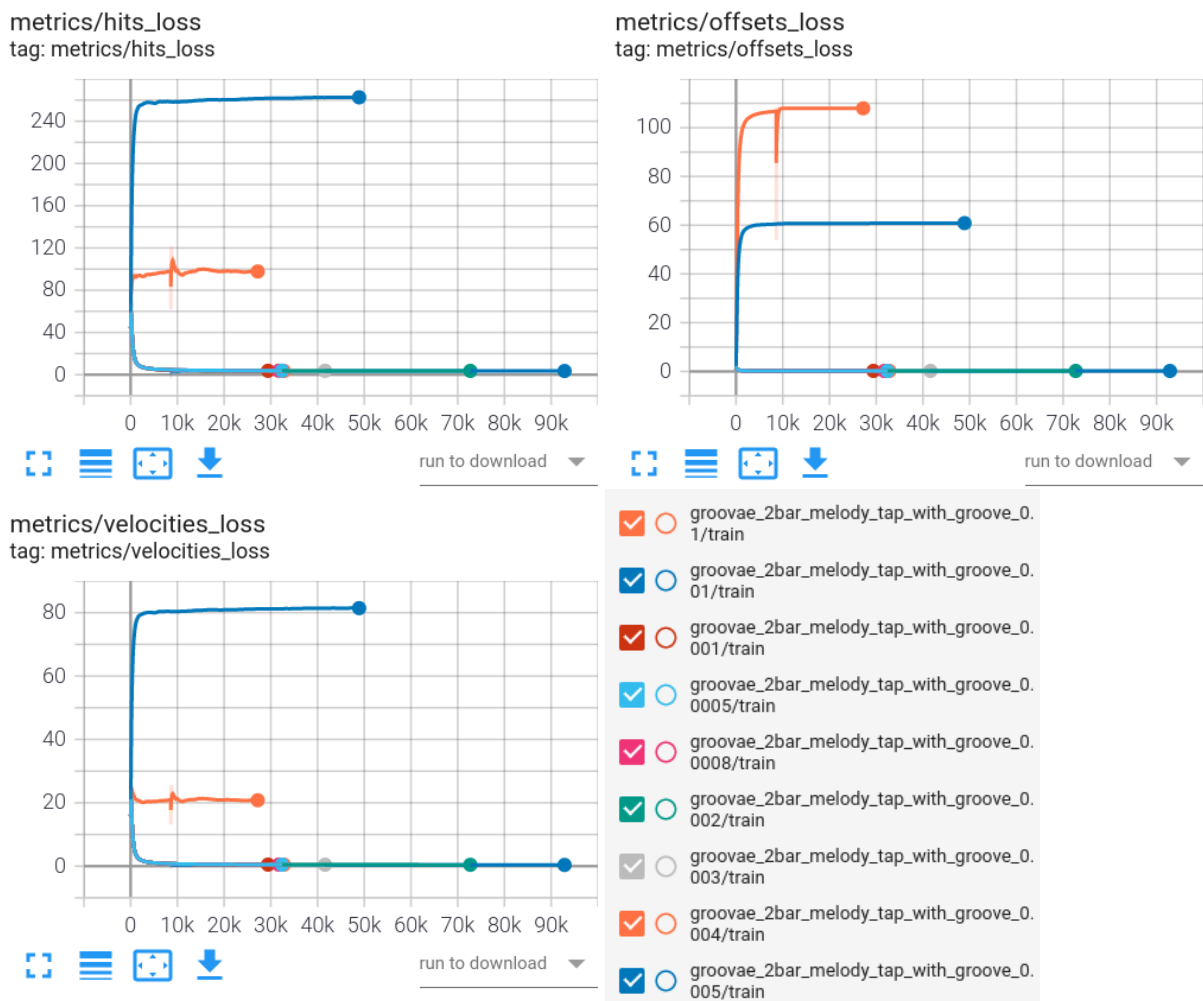 metrics/hits_loss
tag: metrics/hits_loss
240
200
160
120
80
40
0
0 10k 20k 30k 40k 50k 60k 70k 80k 90k
run to download
metrics/offsets_loss
tag: metrics/offsets_loss
100
80
60
40
20
0
0 10k 20k 30k 40k 50k 60k 70k 80k 90k
run to download
metrics/velocities_loss
tag: metrics/velocities_loss
80
60
40
20
0
0 10k 20k 30k 40k 50k 60k 70k 80k 90k
run to download
groovae_2bar_melody_tap_with_groove_0.
1/train
groovae_2bar_melody_tap_with_groove_0.
01/train
groovae_2bar_melody_tap_with_groove_0.
001/train
groovae_2bar_melody_tap_with_groove_0.
0005/train
groovae_2bar_melody_tap_with_groove_0.
0008/train
groovae_2bar_melody_tap_with_groove_0.
002/train
groovae_2bar_melody_tap_with_groove_0.
003/train
groovae_2bar_melody_tap_with_groove_0.
004/train
groovae_2bar_melody_tap_with_groove_0.
005/train